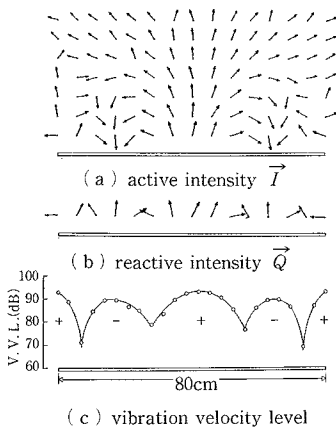 (a) active intensity I
(b) reactive intensity Q
V.V.L.(dB)
100
90
80
70
60
+ - + - +
80cm
(c) vibration velocity level